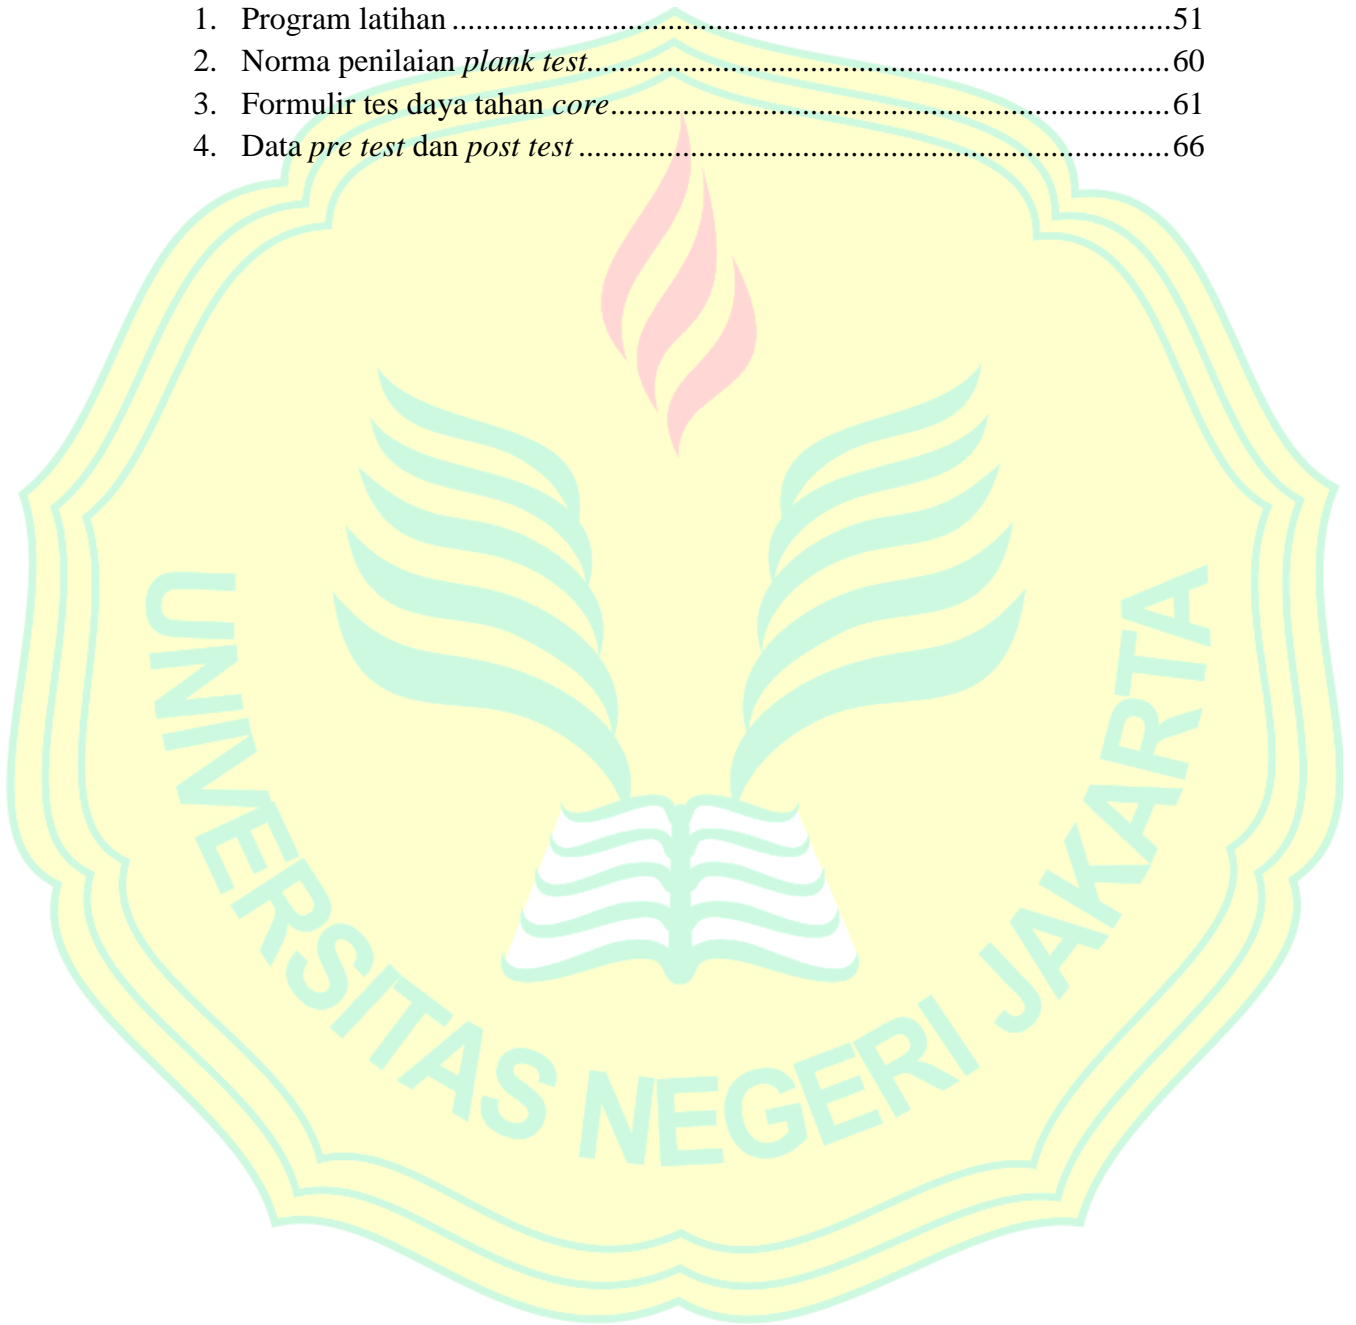 1. Program latihan ........................................................................................... 51
2. Norma penilaian plank test.......................................................................... 60
3. Formulir tes daya tahan core....................................................................... 61
4. Data pre test dan post test ........................................................................... 66
UNIVERSITAS NEGERI JAKARTA